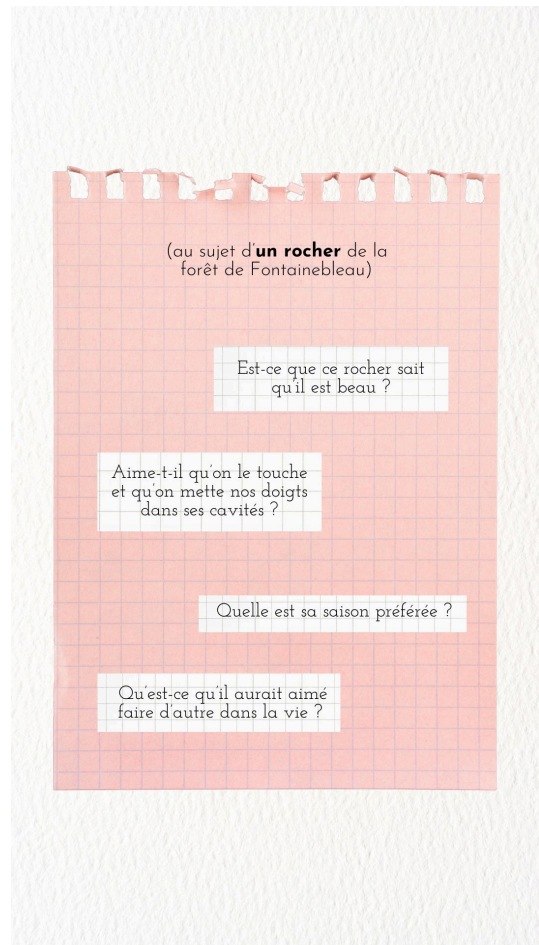 (au sujet d'un rocher de la
forêt de Fontainebleau)
Est-ce que ce rocher sait
qu'il est beau ?
Aime-t-il qu'on le touche
et qu'on mette nos doigts
dans ses cavités ?
Quelle est sa saison préférée ?
Qu'est-ce qu'il aurait aimé
faire d'autre dans la vie ?